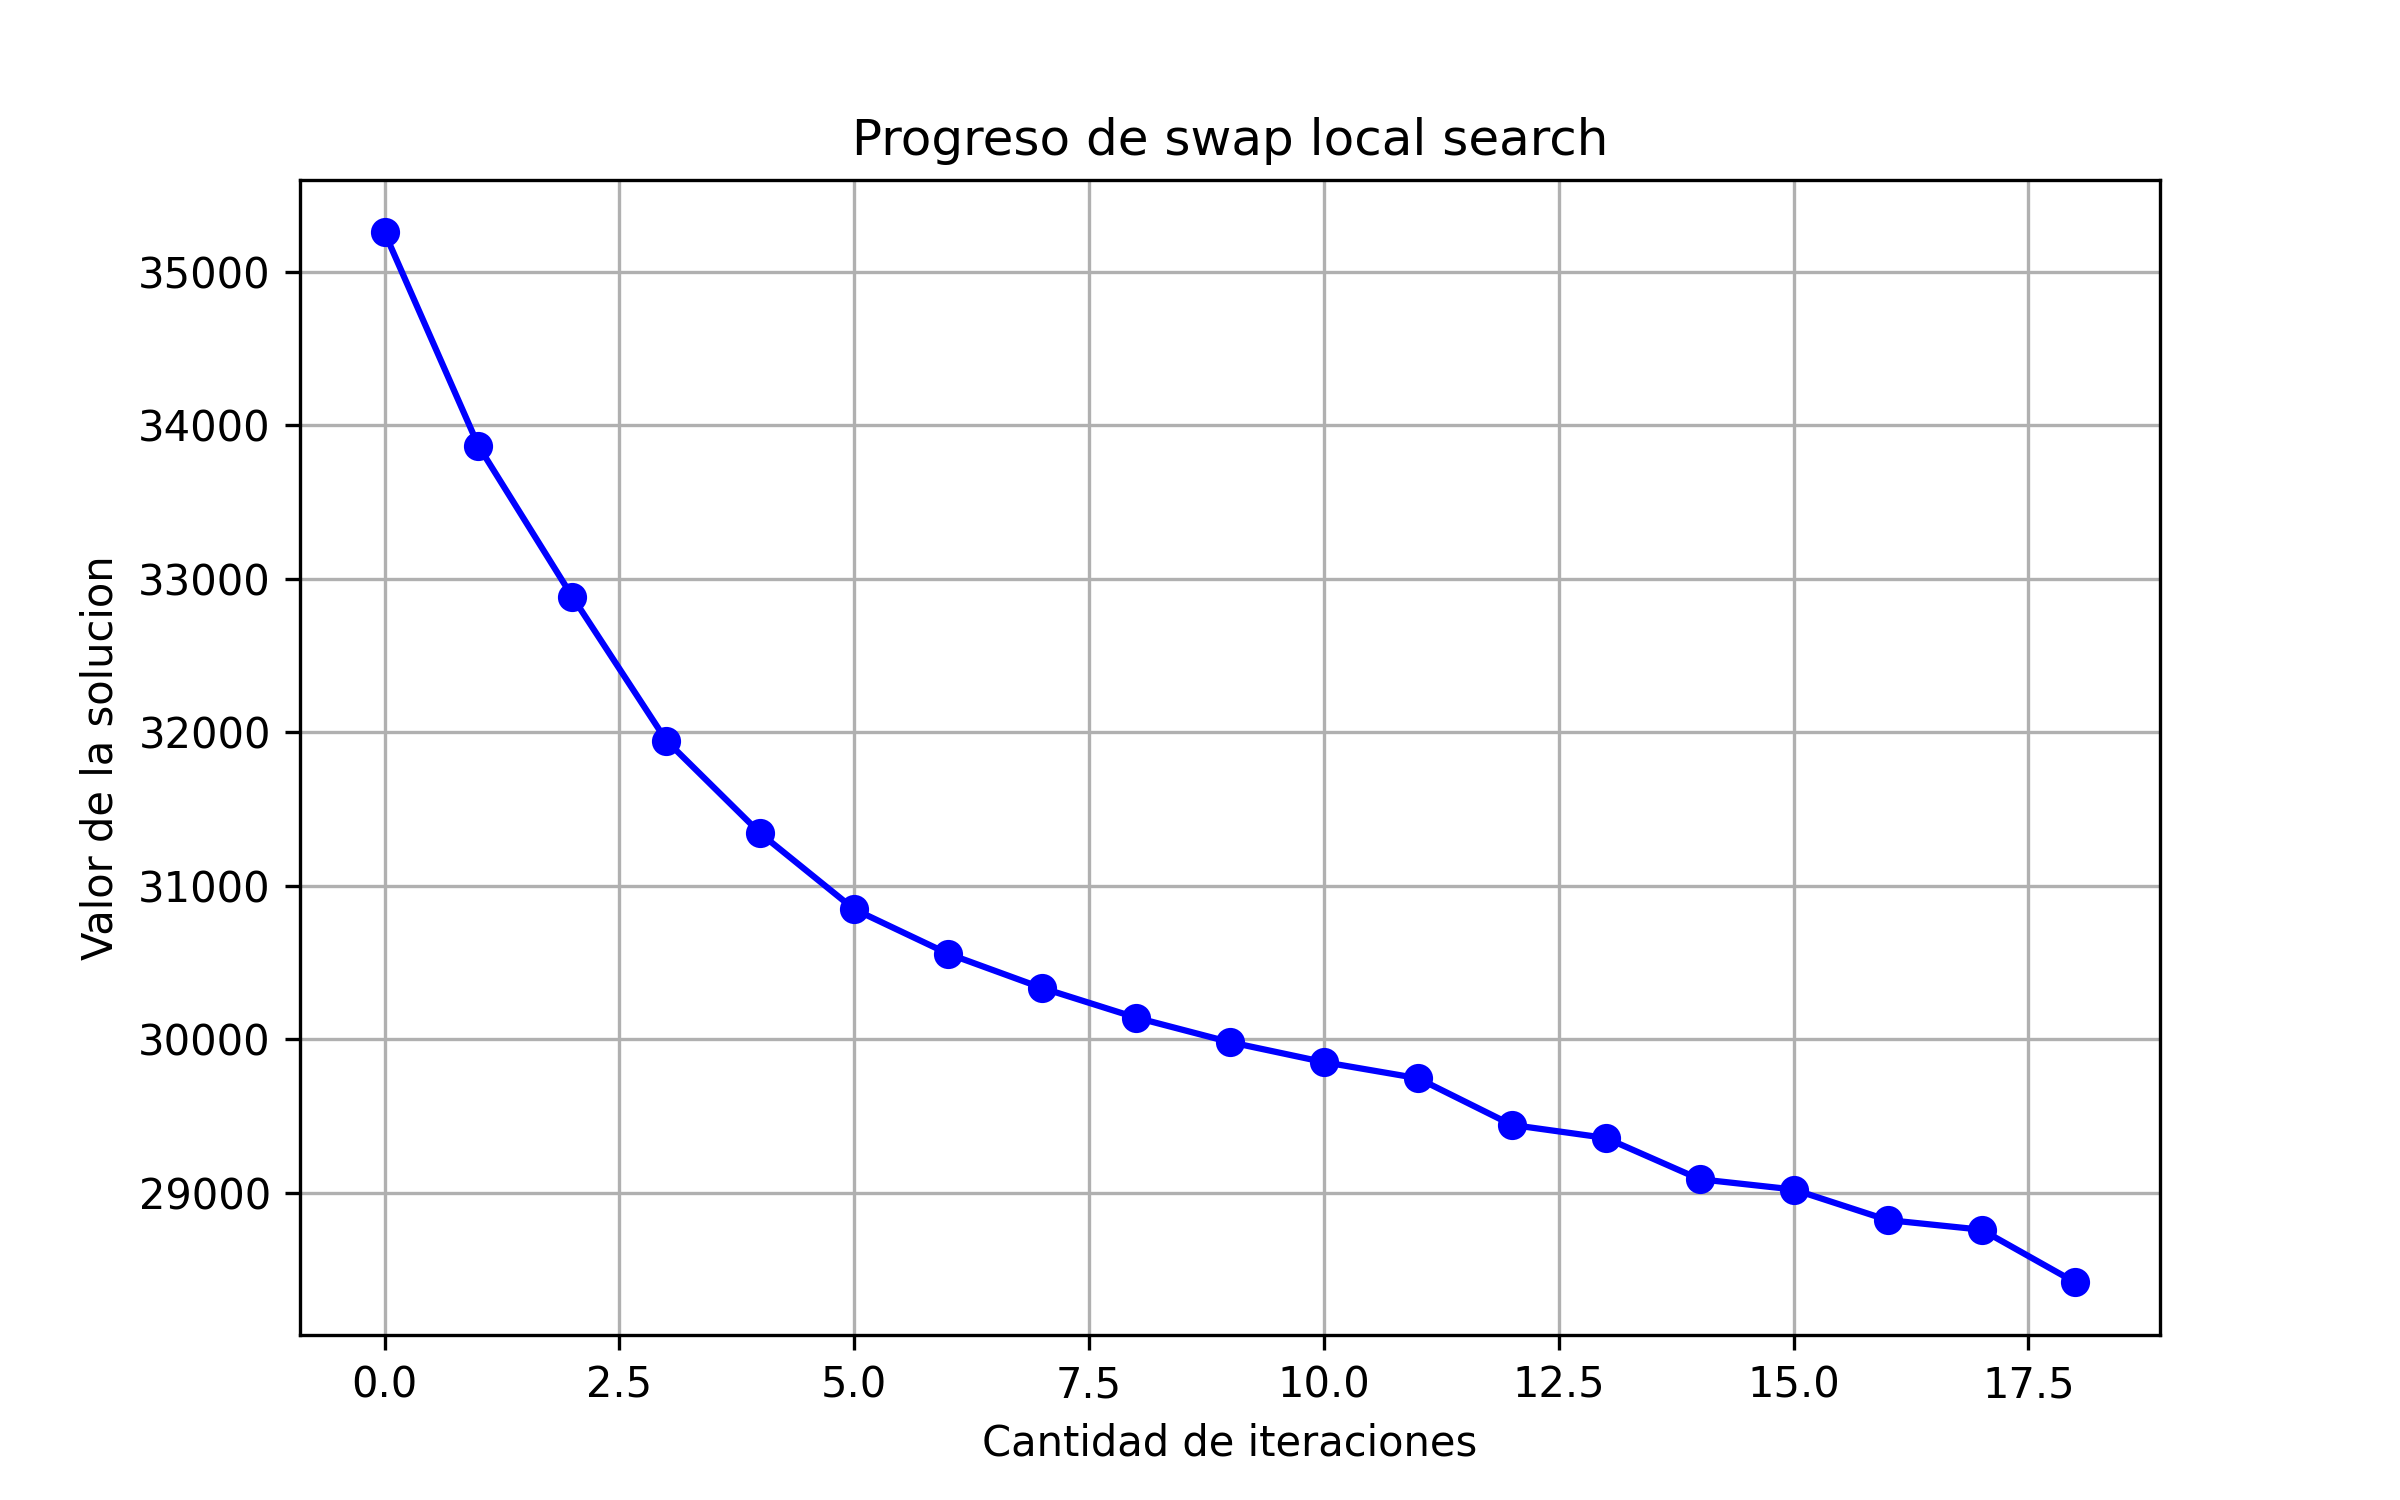 Progreso de swap local search
Valor de la solucion
35000
34000
33000
32000
31000
30000
29000
0.0 2.5 5.0 7.5 10.0 12.5 15.0 17.5
Cantidad de iteraciones